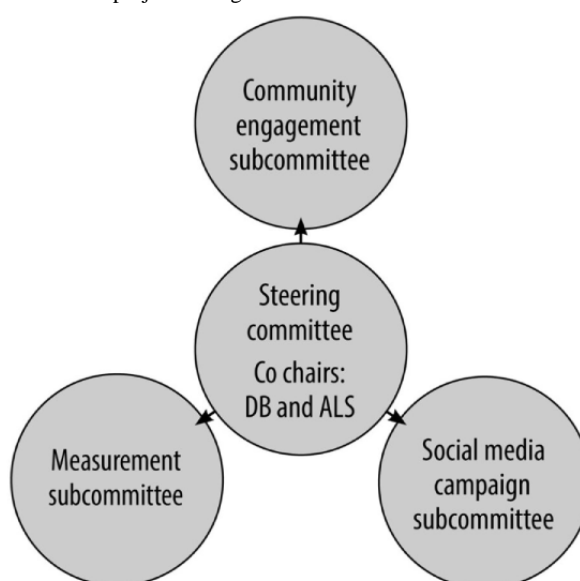 Community
engagement
subcommittee
Steering
committee
Co chairs:
DB and ALS
Measurement
subcommittee
Social media
campaign
subcommittee